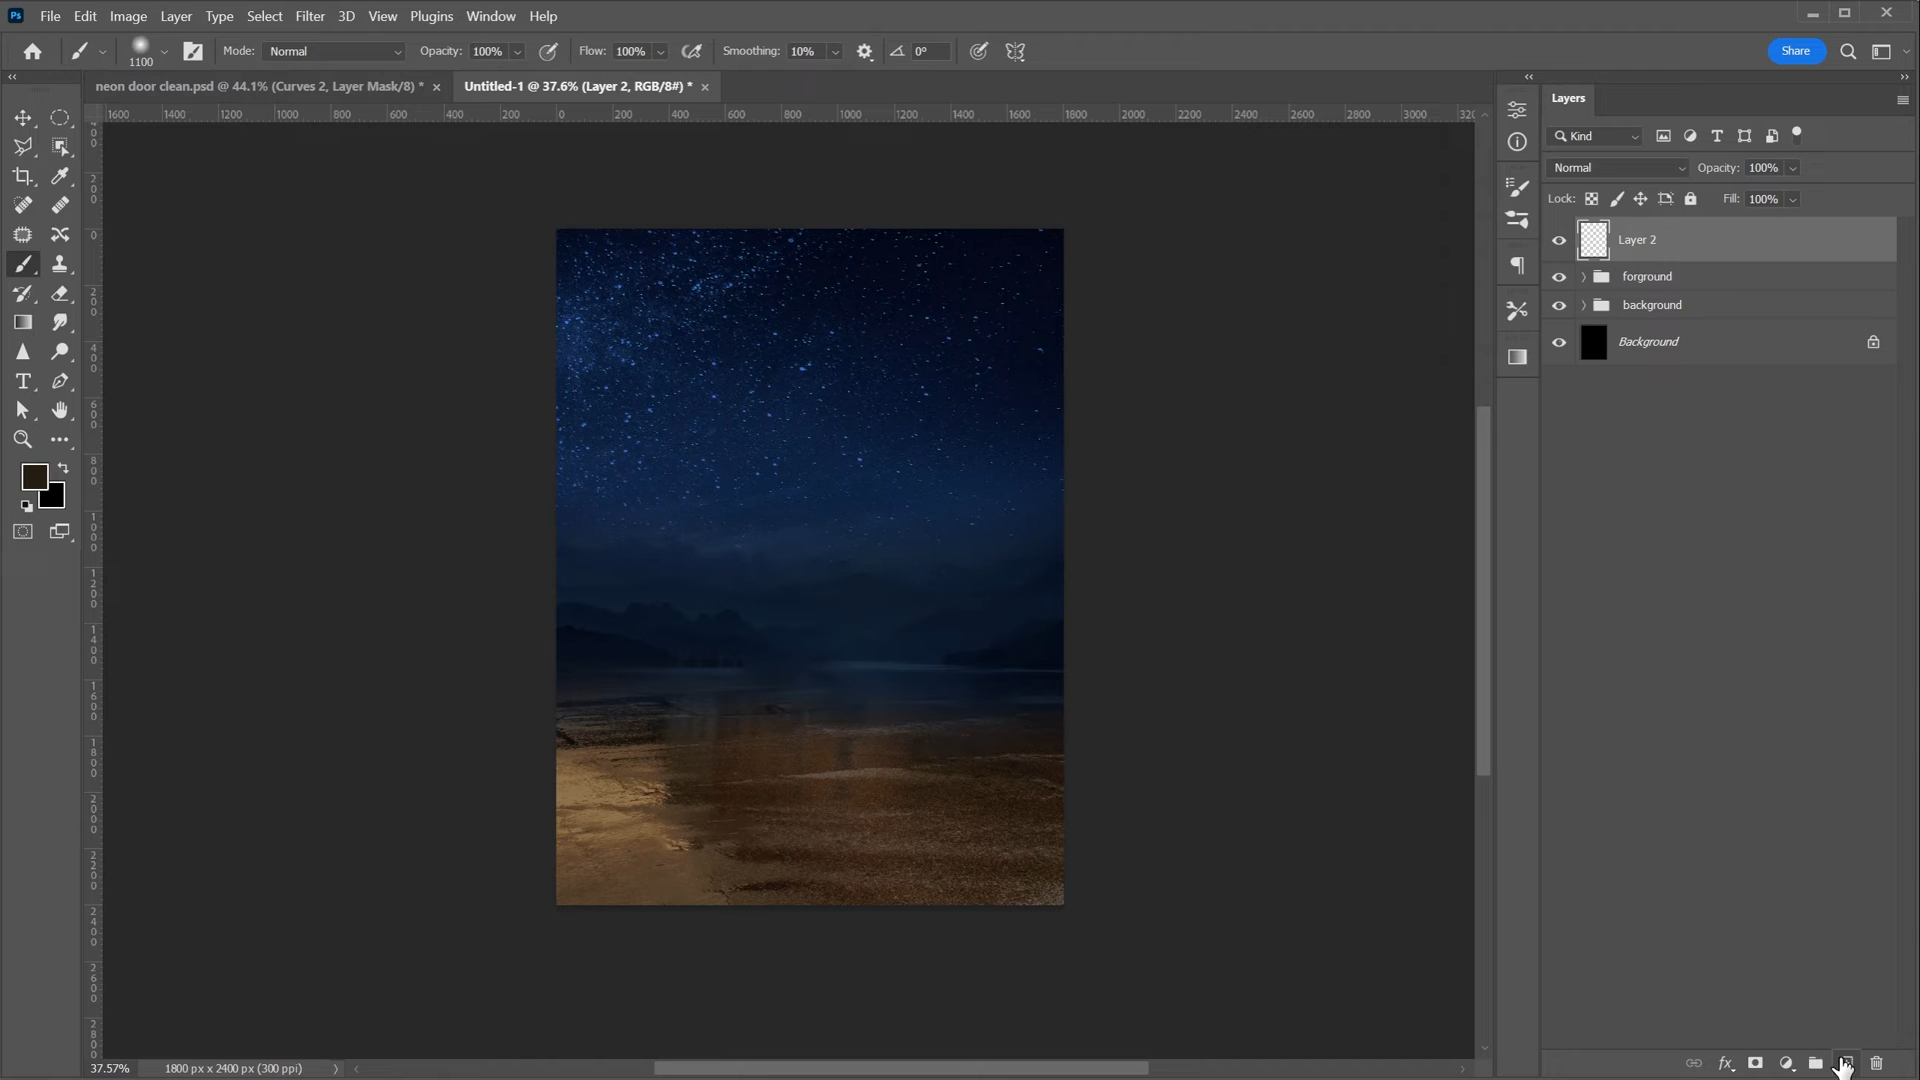 Ps File Edit Image Layer Type Select Filter 3D View Plugins Window Help
1100 Mode: Normal Opacity: 100% Flow: 100% Smoothing: 10% 0° Share
neon door clean.psd @ 44.1% (Curves 2, Layer Mask/8) * × Untitled-1 @ 37.6% (Layer 2, RGB/8#) * ×
1600 1400 1200 1000 800 600 400 200 0 200 400 600 800 1000 1200 1400 1600 1800 2000 2200 2400 2600 2800 3000 320
400
200
0
200
400
600
800
1000
1200
1400
1600
1800
2000
2200
2400
2600
2800
Layers
Kind
Normal Opacity: 100%
Lock: Fill: 100%
Layer 2
forground
background
Background
T
37.57% 1800 px x 2400 px (300 ppi)
fx